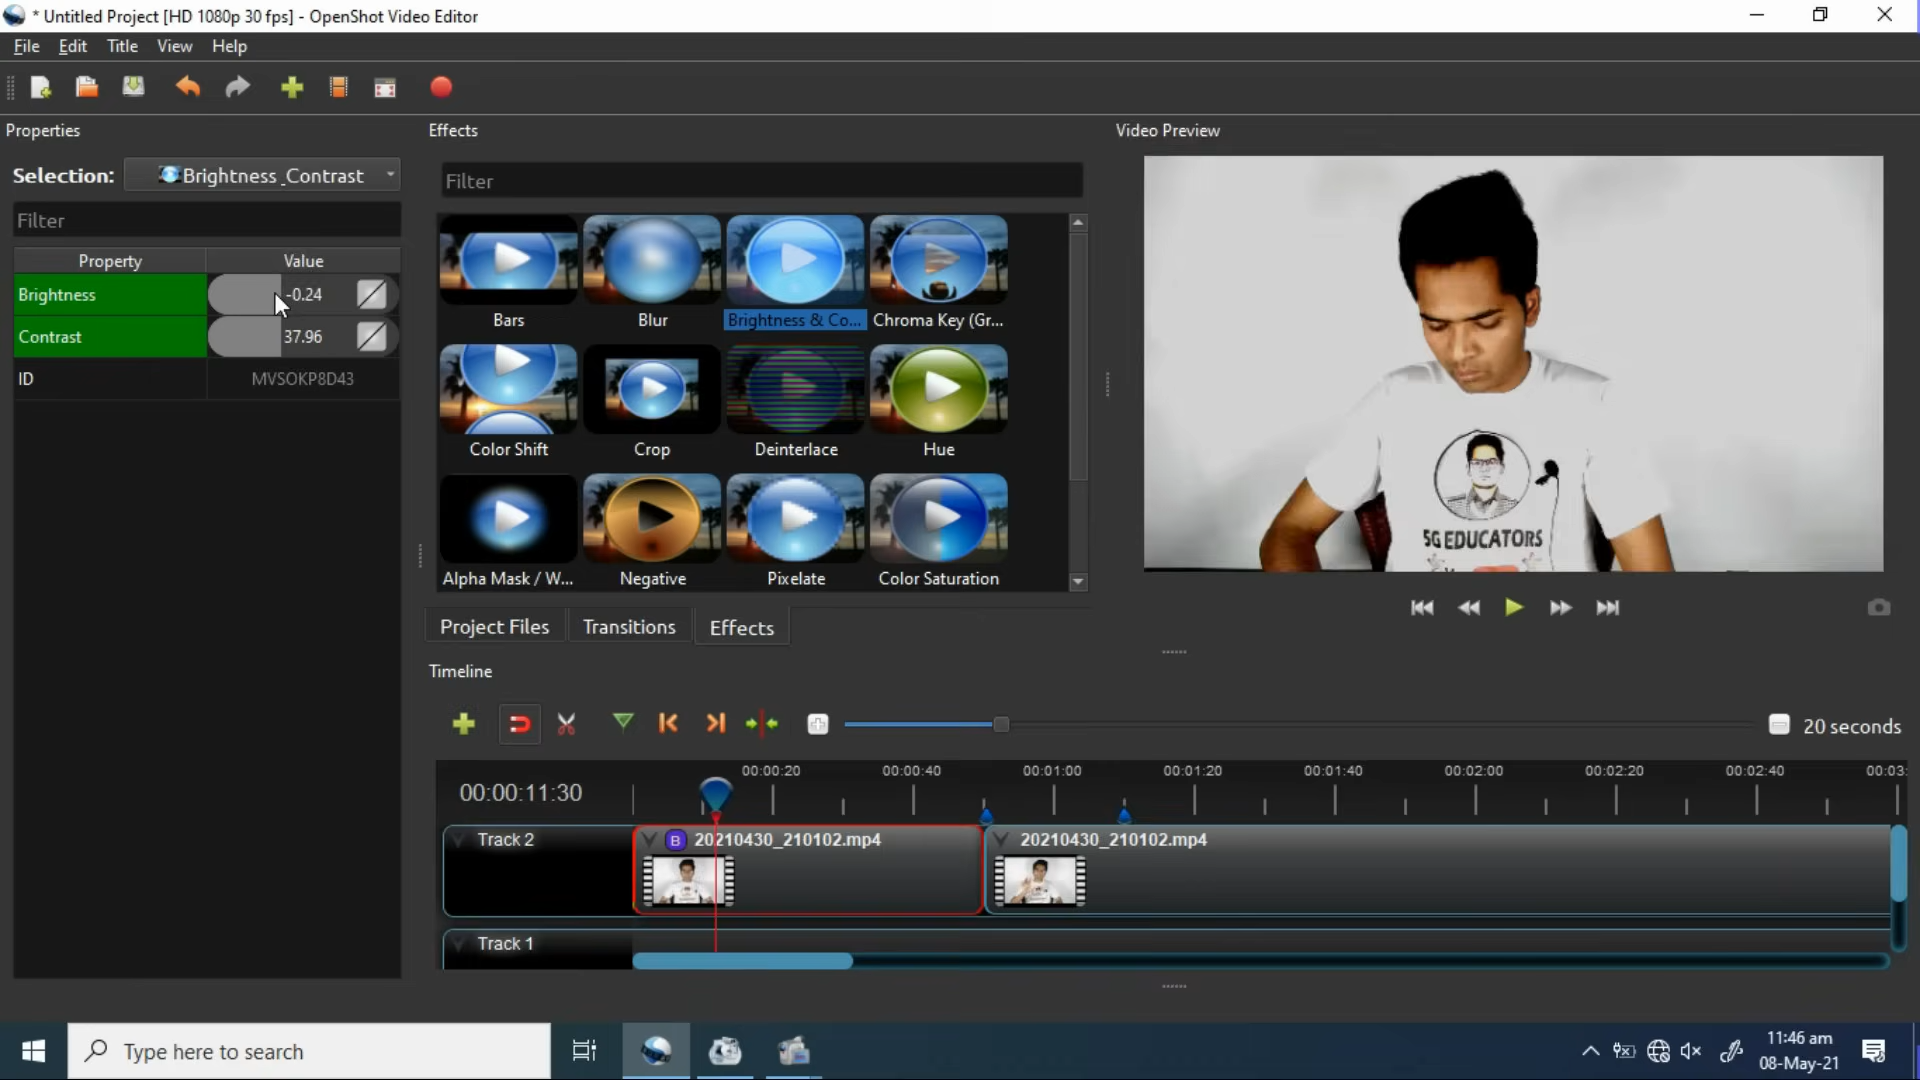 * Untitled Project [HD 1080p 30 fps] - OpenShot Video Editor
File Edit Title View Help
Properties
Effects
Video Preview
Selection: Brightness_Contrast
Filter
Property Value
Brightness -0.24
Contrast 37.96
ID MVSOKP8D43
Filter
Bars Blur Brightness & Co... Chroma Key (Gr...
Color Shift Crop Deinterlace Hue
Alpha Mask / W... Negative Pixelate Color Saturation
5G EDUCATORS
Project Files Transitions Effects
Timeline
20 seconds
00:00:11:30
00:00:20 00:00:40 00:01:00 00:01:20 00:01:40 00:02:00 00:02:20 00:02:40 00:03:
Track 2
B 20210430_210102.mp4
20210430_210102.mp4
Track 1
Type here to search
11:46 am
08-May-21